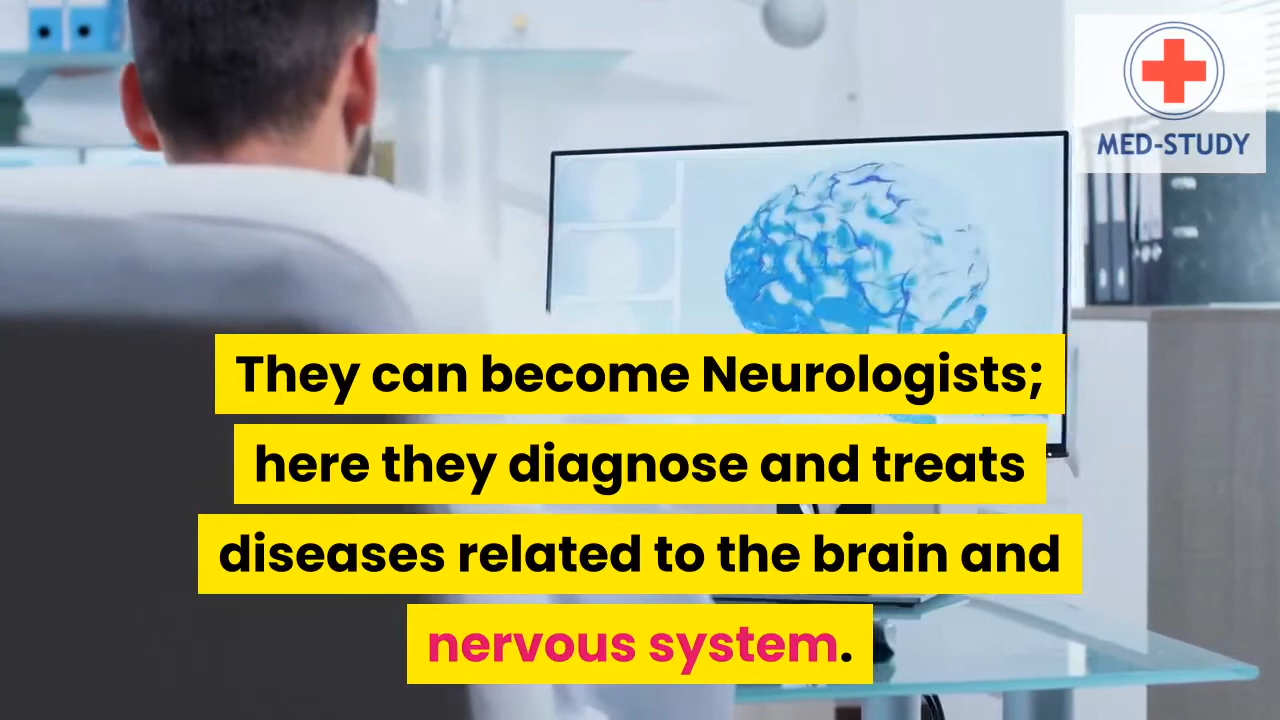 MED-STUDY
They can become Neurologists;
here they diagnose and treats
diseases related to the brain and
nervous system.